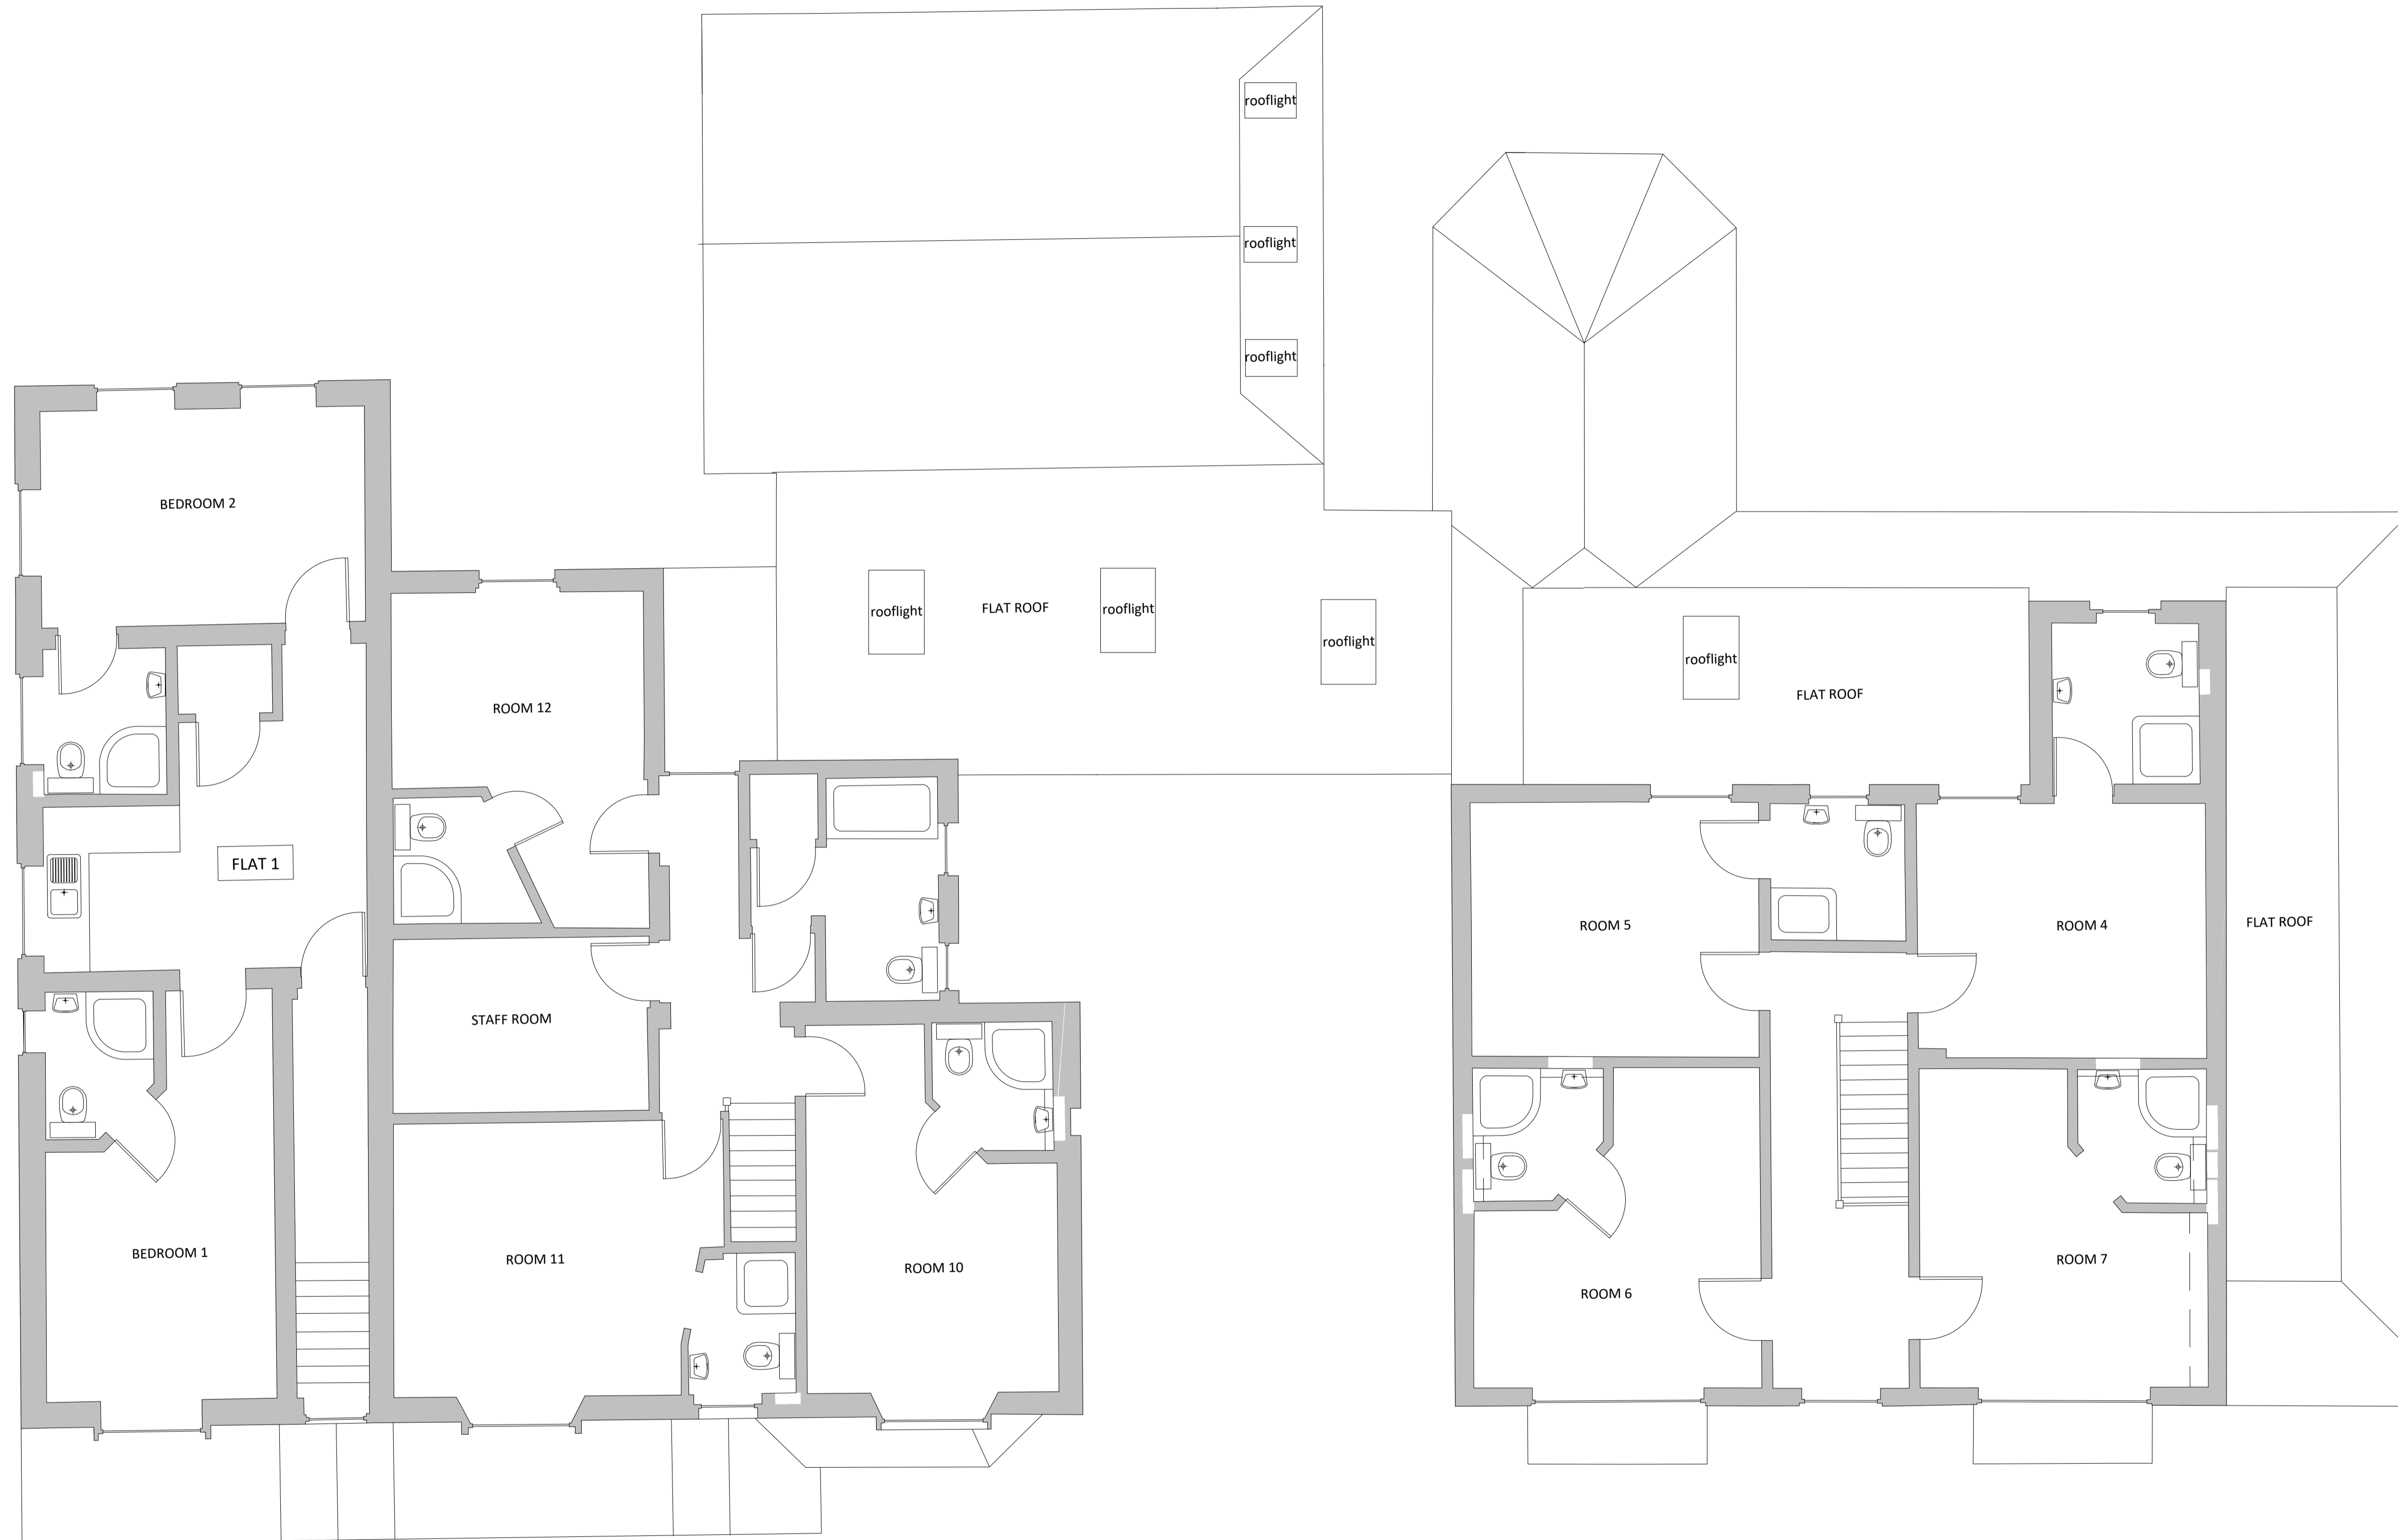 rooflight
rooflight
rooflight
BEDROOM 2
rooflight
FLAT ROOF
rooflight
rooflight
rooflight
FLAT ROOF
ROOM 12
FLAT 1
ROOM 5
ROOM 4
FLAT ROOF
STAFF ROOM
BEDROOM 1
ROOM 11
ROOM 10
ROOM 6
ROOM 7